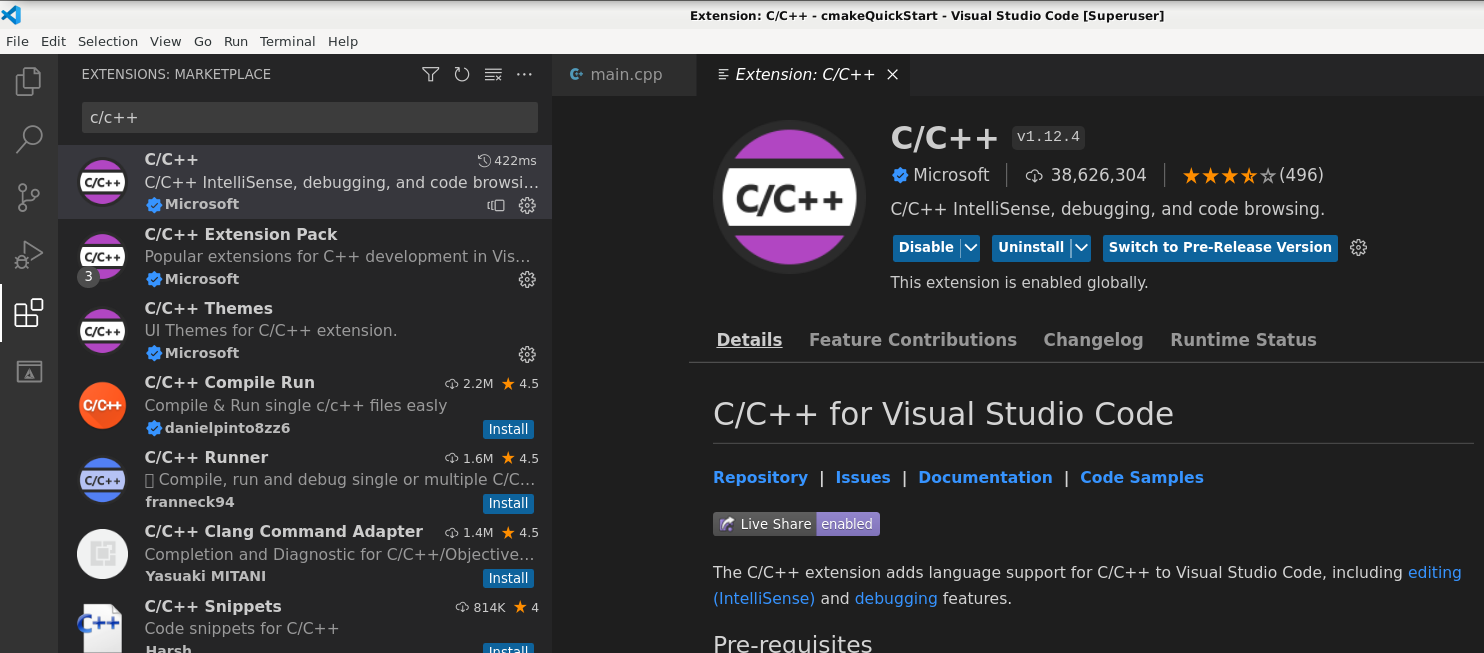 Extension: C/C++ - cmakeQuickStart - Visual Studio Code [Superuser]
File Edit Selection View Go Run Terminal Help
EXTENSIONS: MARKETPLACE
c/c++
C/C++ 422ms
C/C++ IntelliSense, debugging, and code browsi...
Microsoft
C/C++
C/C++ Extension Pack
Popular extensions for C++ development in Vis...
Microsoft
C/C++
3
C/C++ Themes
UI Themes for C/C++ extension.
Microsoft
C/C++
C/C++ Compile Run 2.2M 4.5
Compile & Run single c/c++ files easily
danielpinto8zz6 Install
C/C++
C/C++ Runner 1.6M 4.5
Compile, run and debug single or multiple C/C...
franneck94 Install
C/C++
C/C++ Clang Command Adapter 1.4M 4.5
Completion and Diagnostic for C/C++/Objective...
Yasuaki MITANI Install
C/C++ Snippets 814K 4
Code snippets for C/C++
Harsh Install
C++
main.cpp Extension: C/C++
C/C++
C/C++ v1.12.4
Microsoft 38,626,304 (496)
C/C++ IntelliSense, debugging, and code browsing.
Disable Uninstall Switch to Pre-Release Version
This extension is enabled globally.
Details Feature Contributions Changelog Runtime Status
C/C++ for Visual Studio Code
Repository | Issues | Documentation | Code Samples
Live Share enabled
The C/C++ extension adds language support for C/C++ to Visual Studio Code, including editing
(IntelliSense) and debugging features.
Pre-requisites